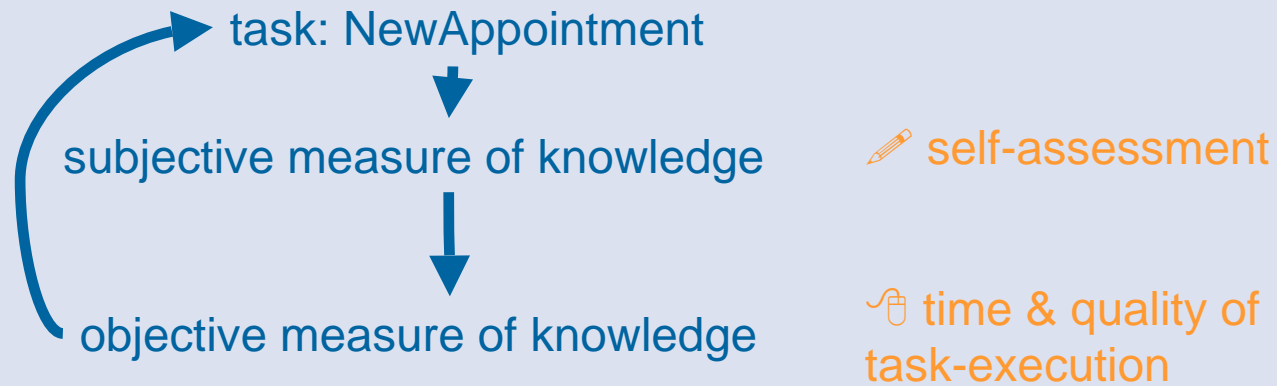 task: NewAppointment
subjective measure of knowledge
self-assessment
objective measure of knowledge
time & quality of
task-execution